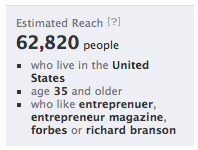 Estimated Reach [?]
62,820 people
▪ who live in the United
States
▪ age 35 and older
▪ who like entreprenuer,
entrepreneur magazine,
forbes or richard branson